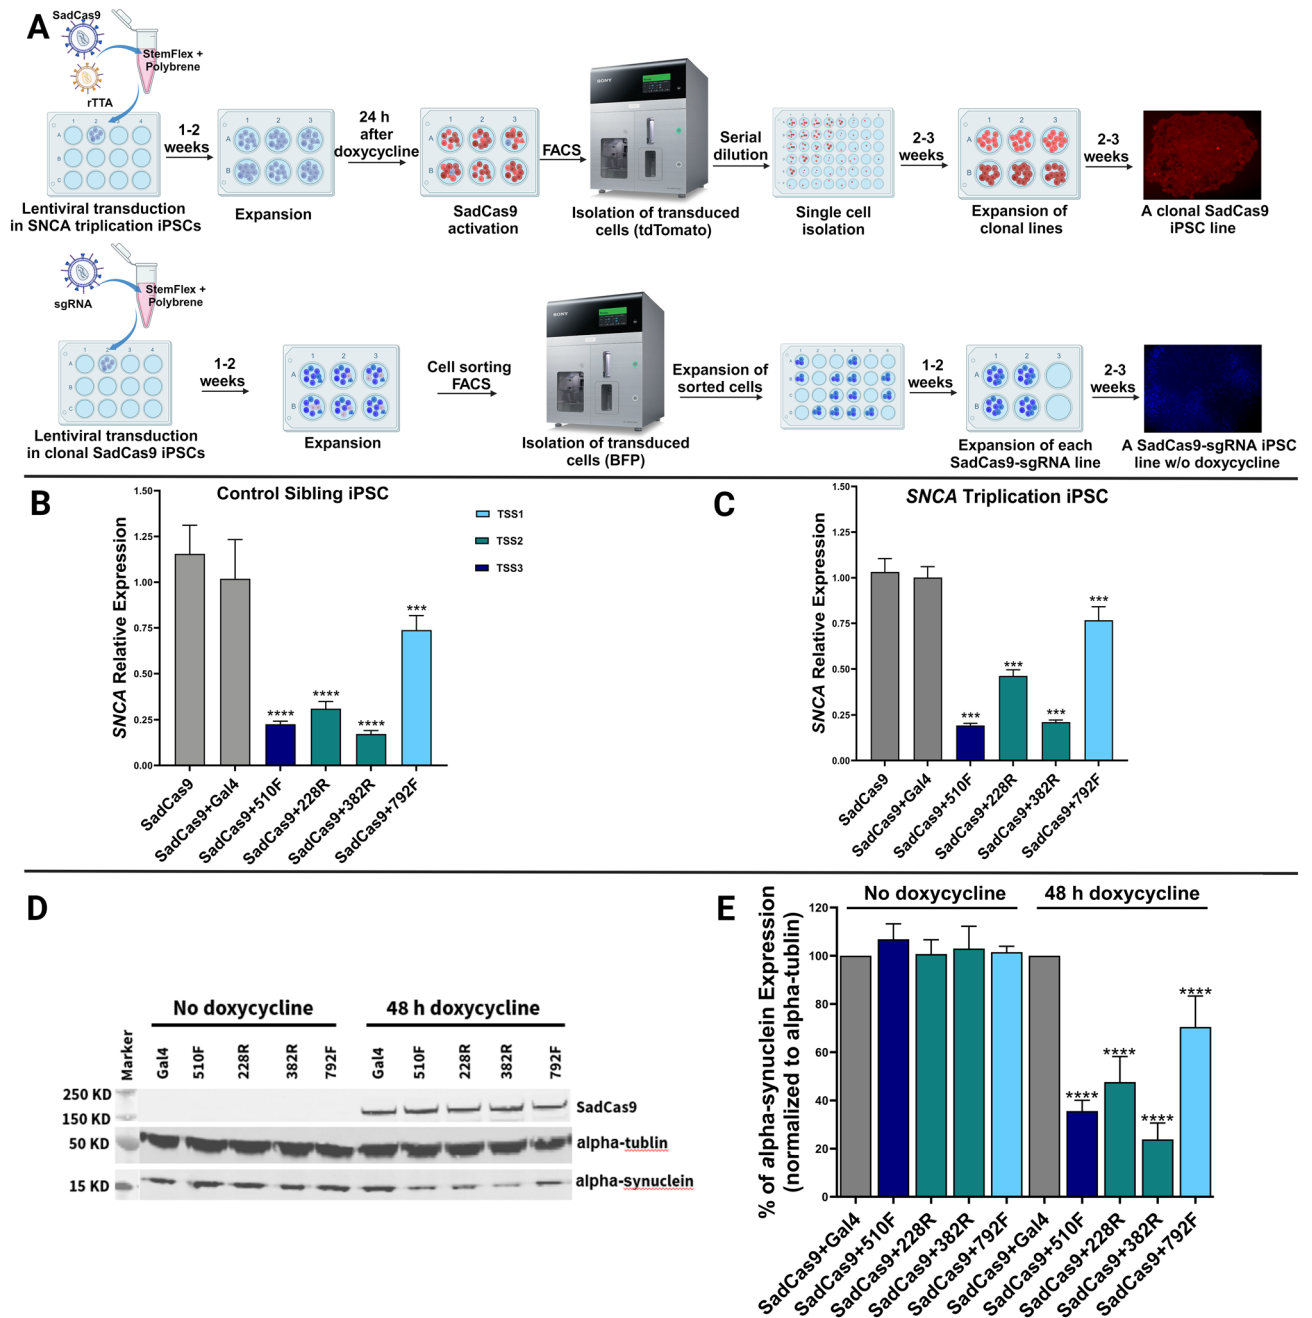 A
SadCas9
StemFlex +
Polybrene
rTTA
Lentiviral transduction
in SNCA triplication iPSCs
1-2
weeks
Expansion
24 h
after
doxycycline
SadCas9
activation
FACS
SONY
Isolation of transduced
cells (tdTomato)
Serial
dilution
Single cell
isolation
2-3
weeks
Expansion of
clonal lines
2-3
weeks
A clonal SadCas9
iPSC line
sgRNA
StemFlex +
Polybrene
Lentiviral transduction
in clonal SadCas9 iPSCs
1-2
weeks
Expansion
Cell sorting
FACS
SONY
Isolation of transduced
cells (BFP)
Expansion of
sorted cells
1-2
weeks
Expansion of each
SadCas9-sgRNA line
2-3
weeks
A SadCas9-sgRNA iPSC
line w/o doxycycline
B
Control Sibling iPSC
SNCA Relative Expression
1.50
1.25
1.00
0.75
0.50
0.25
0.00
****
****
****
***
SadCas9
SadCas9+Gal4
SadCas9+510F
SadCas9+228R
SadCas9+382R
SadCas9+792F
TSS1
TSS2
TSS3
C
SNCA Triplication iPSC
SNCA Relative Expression
1.50
1.25
1.00
0.75
0.50
0.25
0.00
***
***
***
***
SadCas9
SadCas9+Gal4
SadCas9+510F
SadCas9+228R
SadCas9+382R
SadCas9+792F
D
No doxycycline
48 h doxycycline
Marker
Gal4
510F
228R
382R
792F
Gal4
510F
228R
382R
792F
250 KD
150 KD
50 KD
15 KD
SadCas9
alpha-tublin
alpha-synuclein
E
No doxycycline
48 h doxycycline
% of alpha-synuclein Expression
(normalized to alpha-tublin)
120
100
80
60
40
20
0
****
****
****
****
SadCas9+Gal4
SadCas9+510F
SadCas9+228R
SadCas9+382R
SadCas9+792F
SadCas9+Gal4
SadCas9+510F
SadCas9+228R
SadCas9+382R
SadCas9+792F